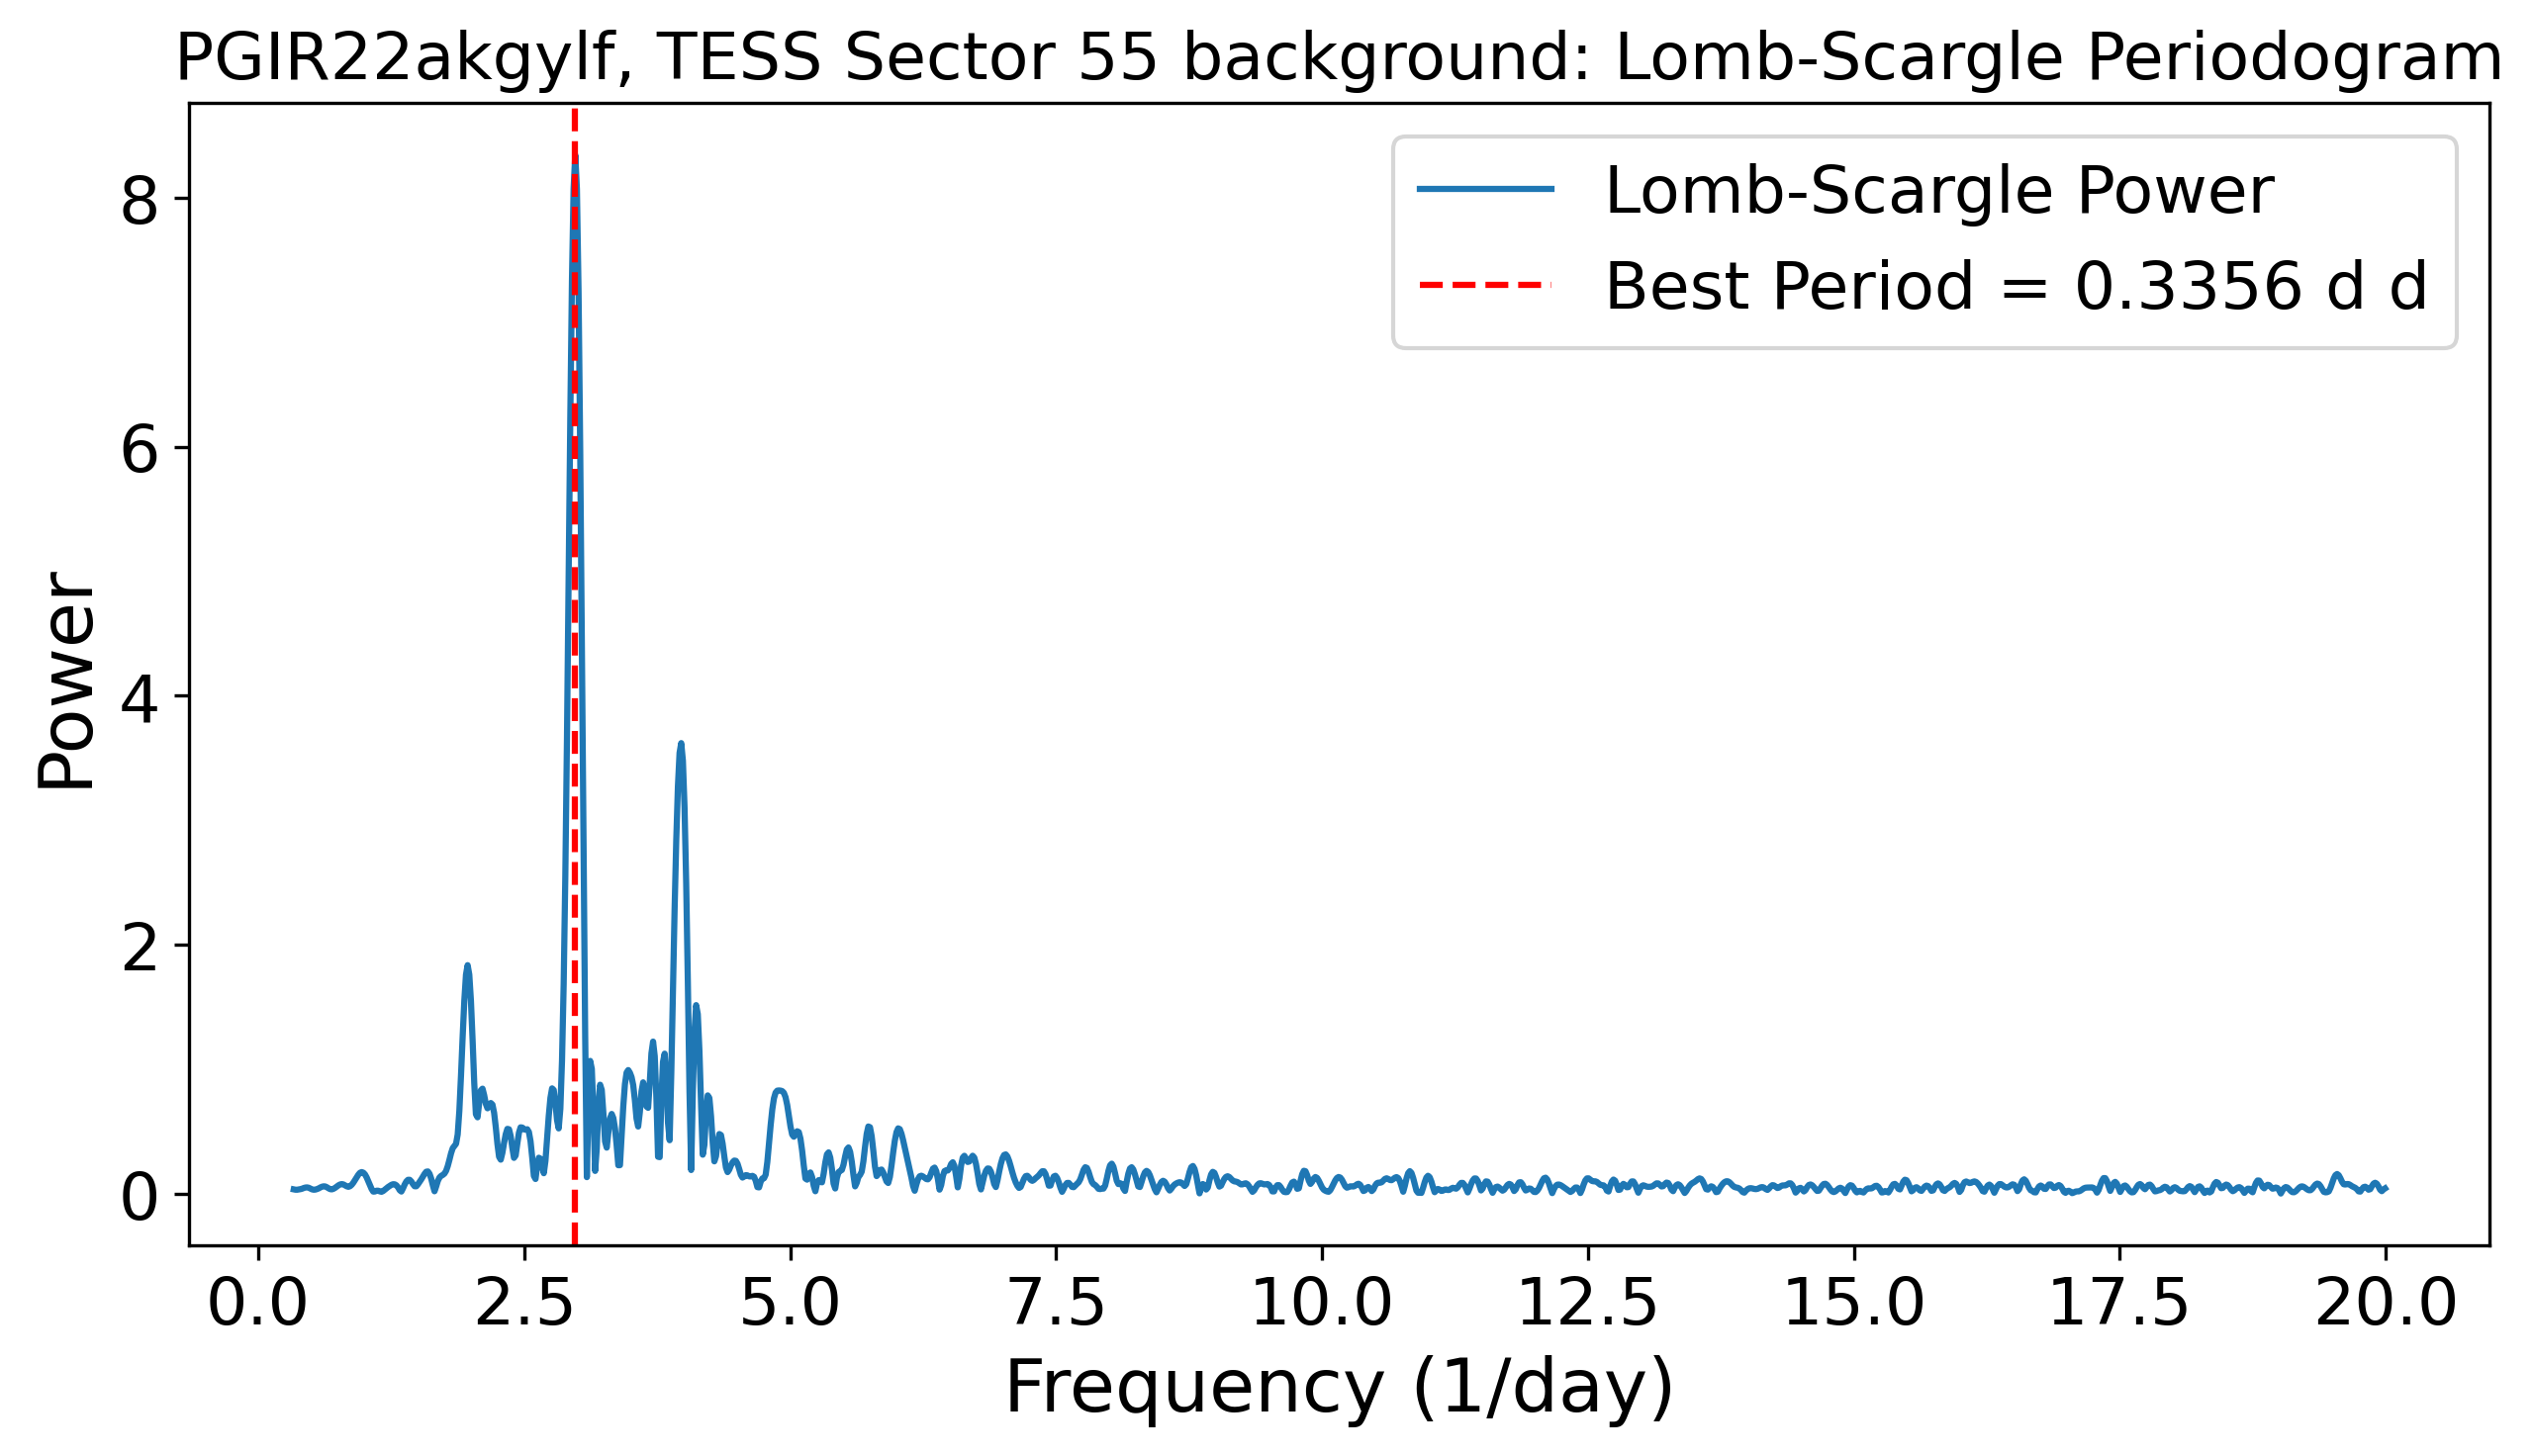 PGIR22akgylf, TESS Sector 55 background: Lomb-Scargle Periodogram
Lomb-Scargle Power
Best Period = 0.3356 d d
Power
8
6
4
2
0
0.0 2.5 5.0 7.5 10.0 12.5 15.0 17.5 20.0
Frequency (1/day)